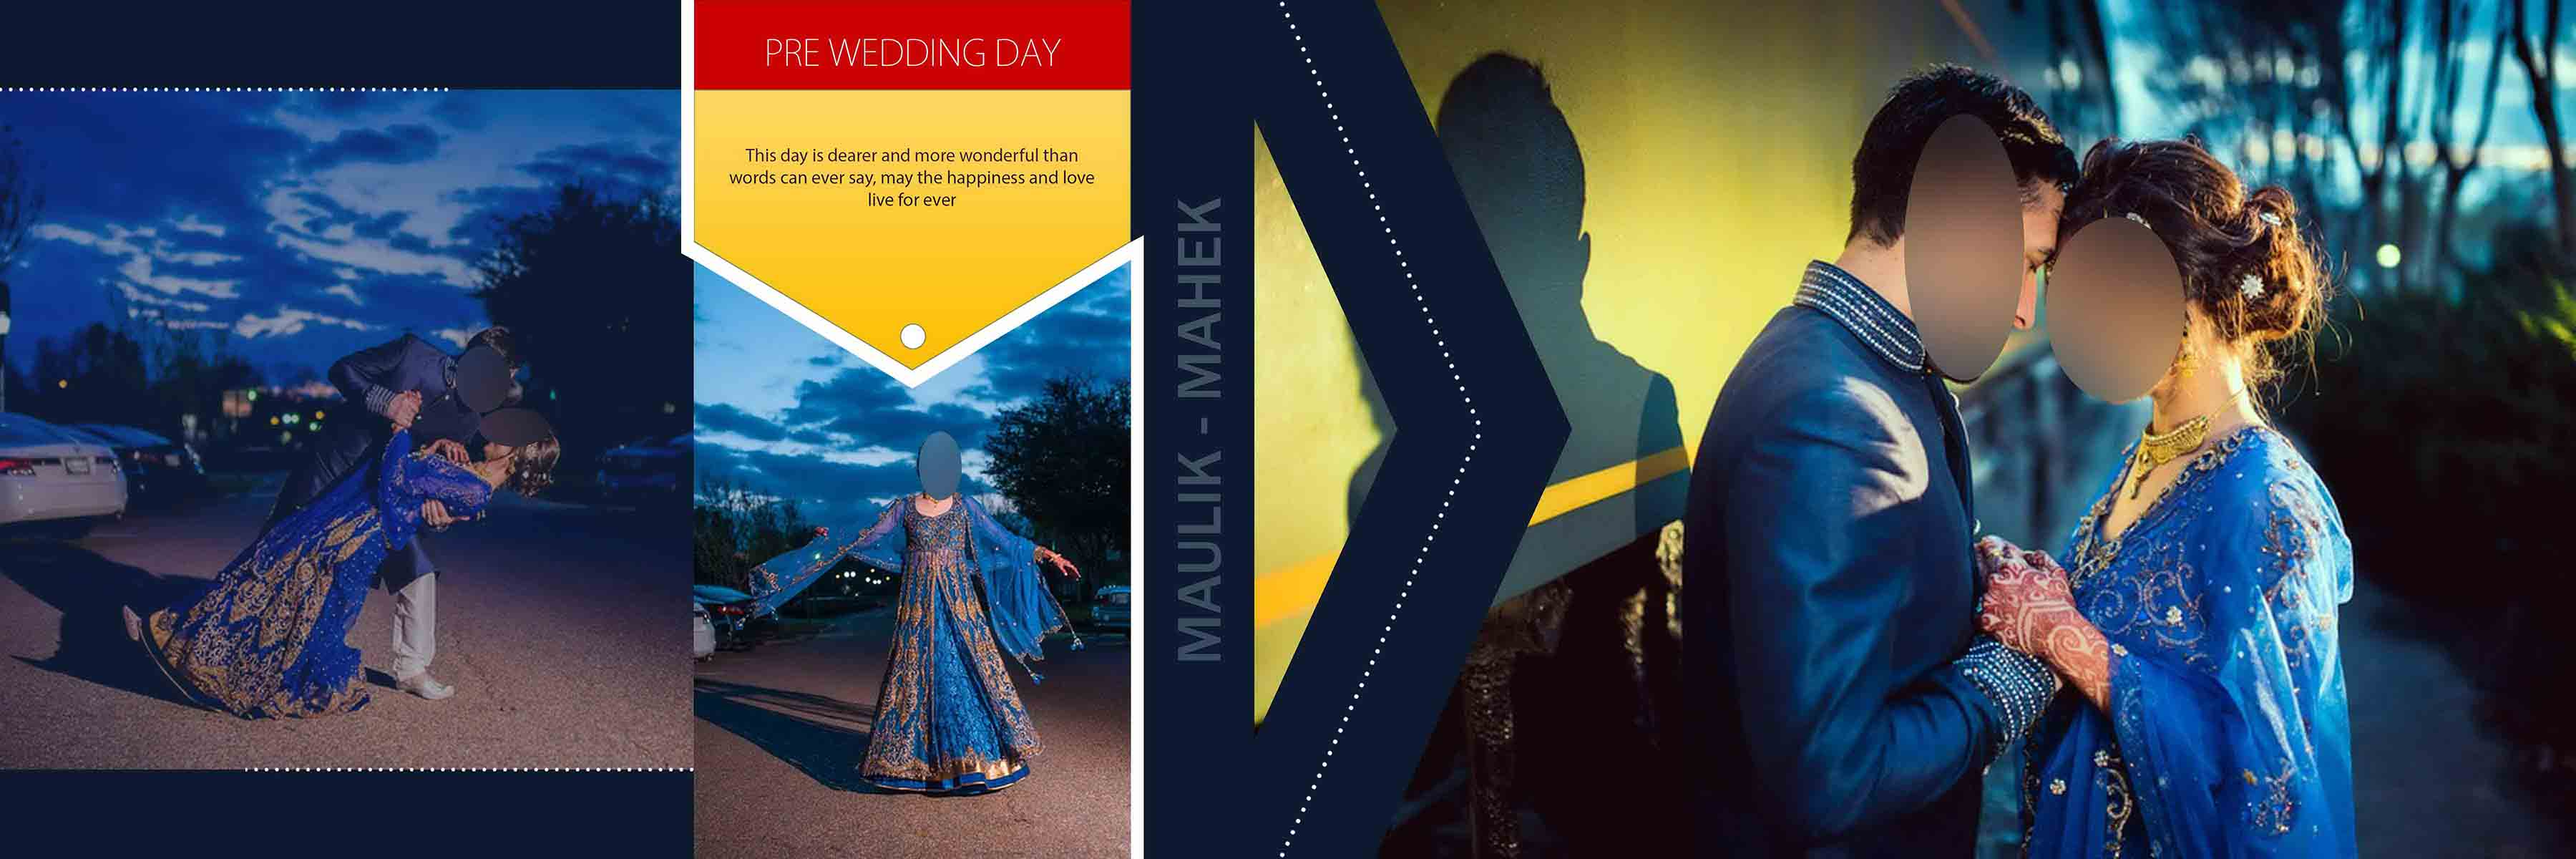 PRE WEDDING DAY
This day is dearer and more wonderful than
words can ever say, may the happiness and love
live for ever
MAULIK - MAHEK